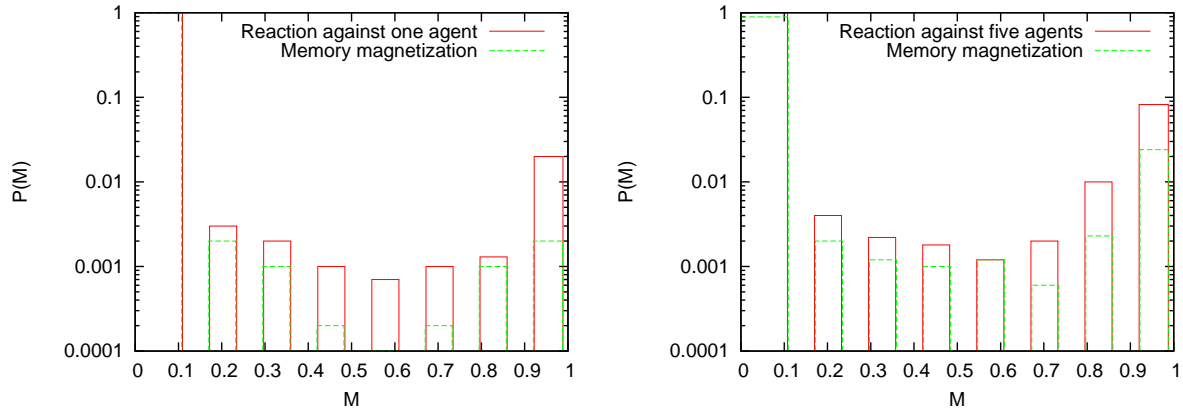 Reaction against one agent
Memory magnetization
1
0.1
0.01
0.001
0.0001
P(M)
0 0.1 0.2 0.3 0.4 0.5 0.6 0.7 0.8 0.9 1
M
Reaction against five agents
Memory magnetization
1
0.1
0.01
0.001
0.0001
P(M)
0 0.1 0.2 0.3 0.4 0.5 0.6 0.7 0.8 0.9 1
M